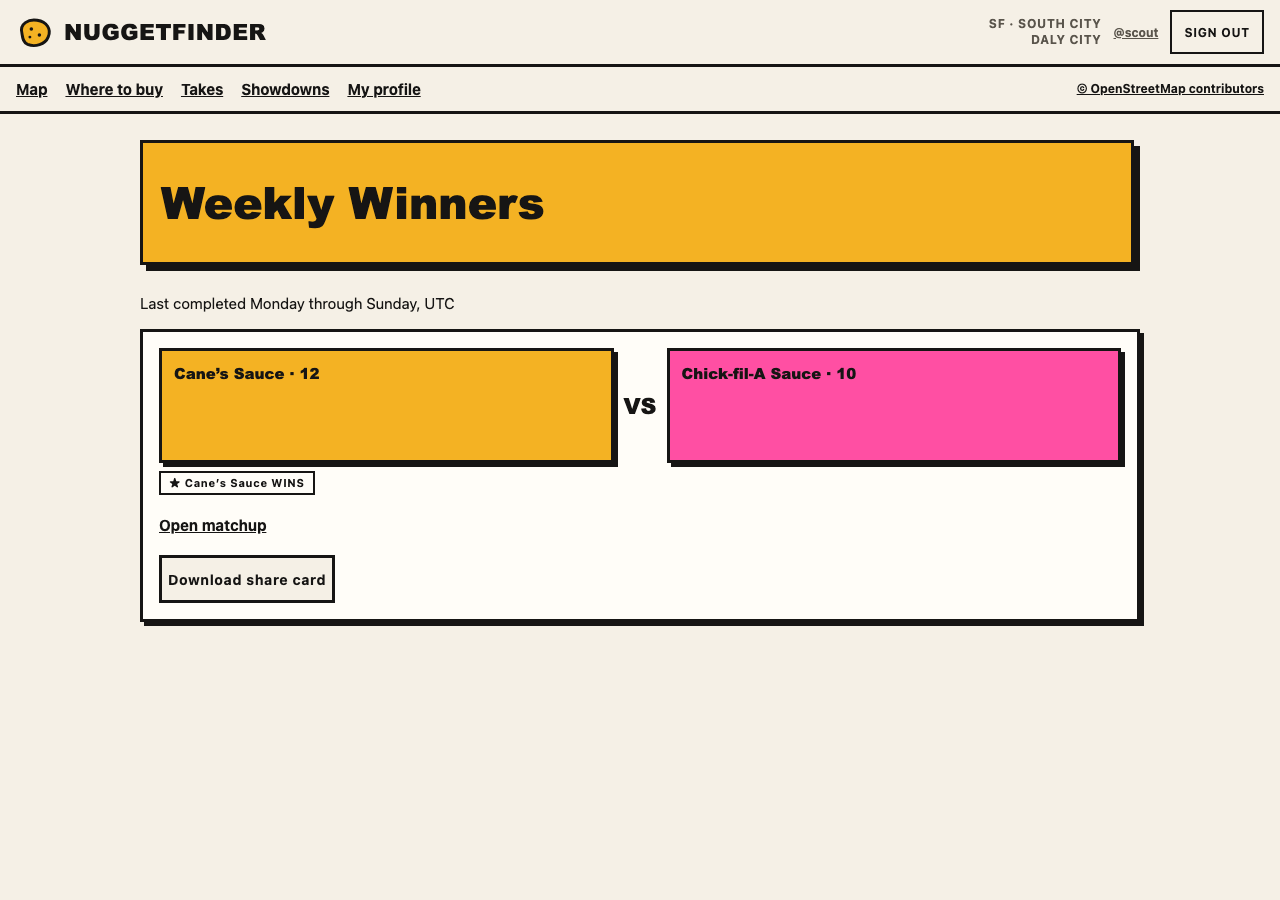 NUGGETFINDER
SF · SOUTH CITY
DALY CITY
@scout
SIGN OUT
Map
Where to buy
Takes
Showdowns
My profile
© OpenStreetMap contributors
Weekly Winners
Last completed Monday through Sunday, UTC
Cane’s Sauce · 12
VS
Chick-fil-A Sauce · 10
★ Cane’s Sauce WINS
Open matchup
Download share card